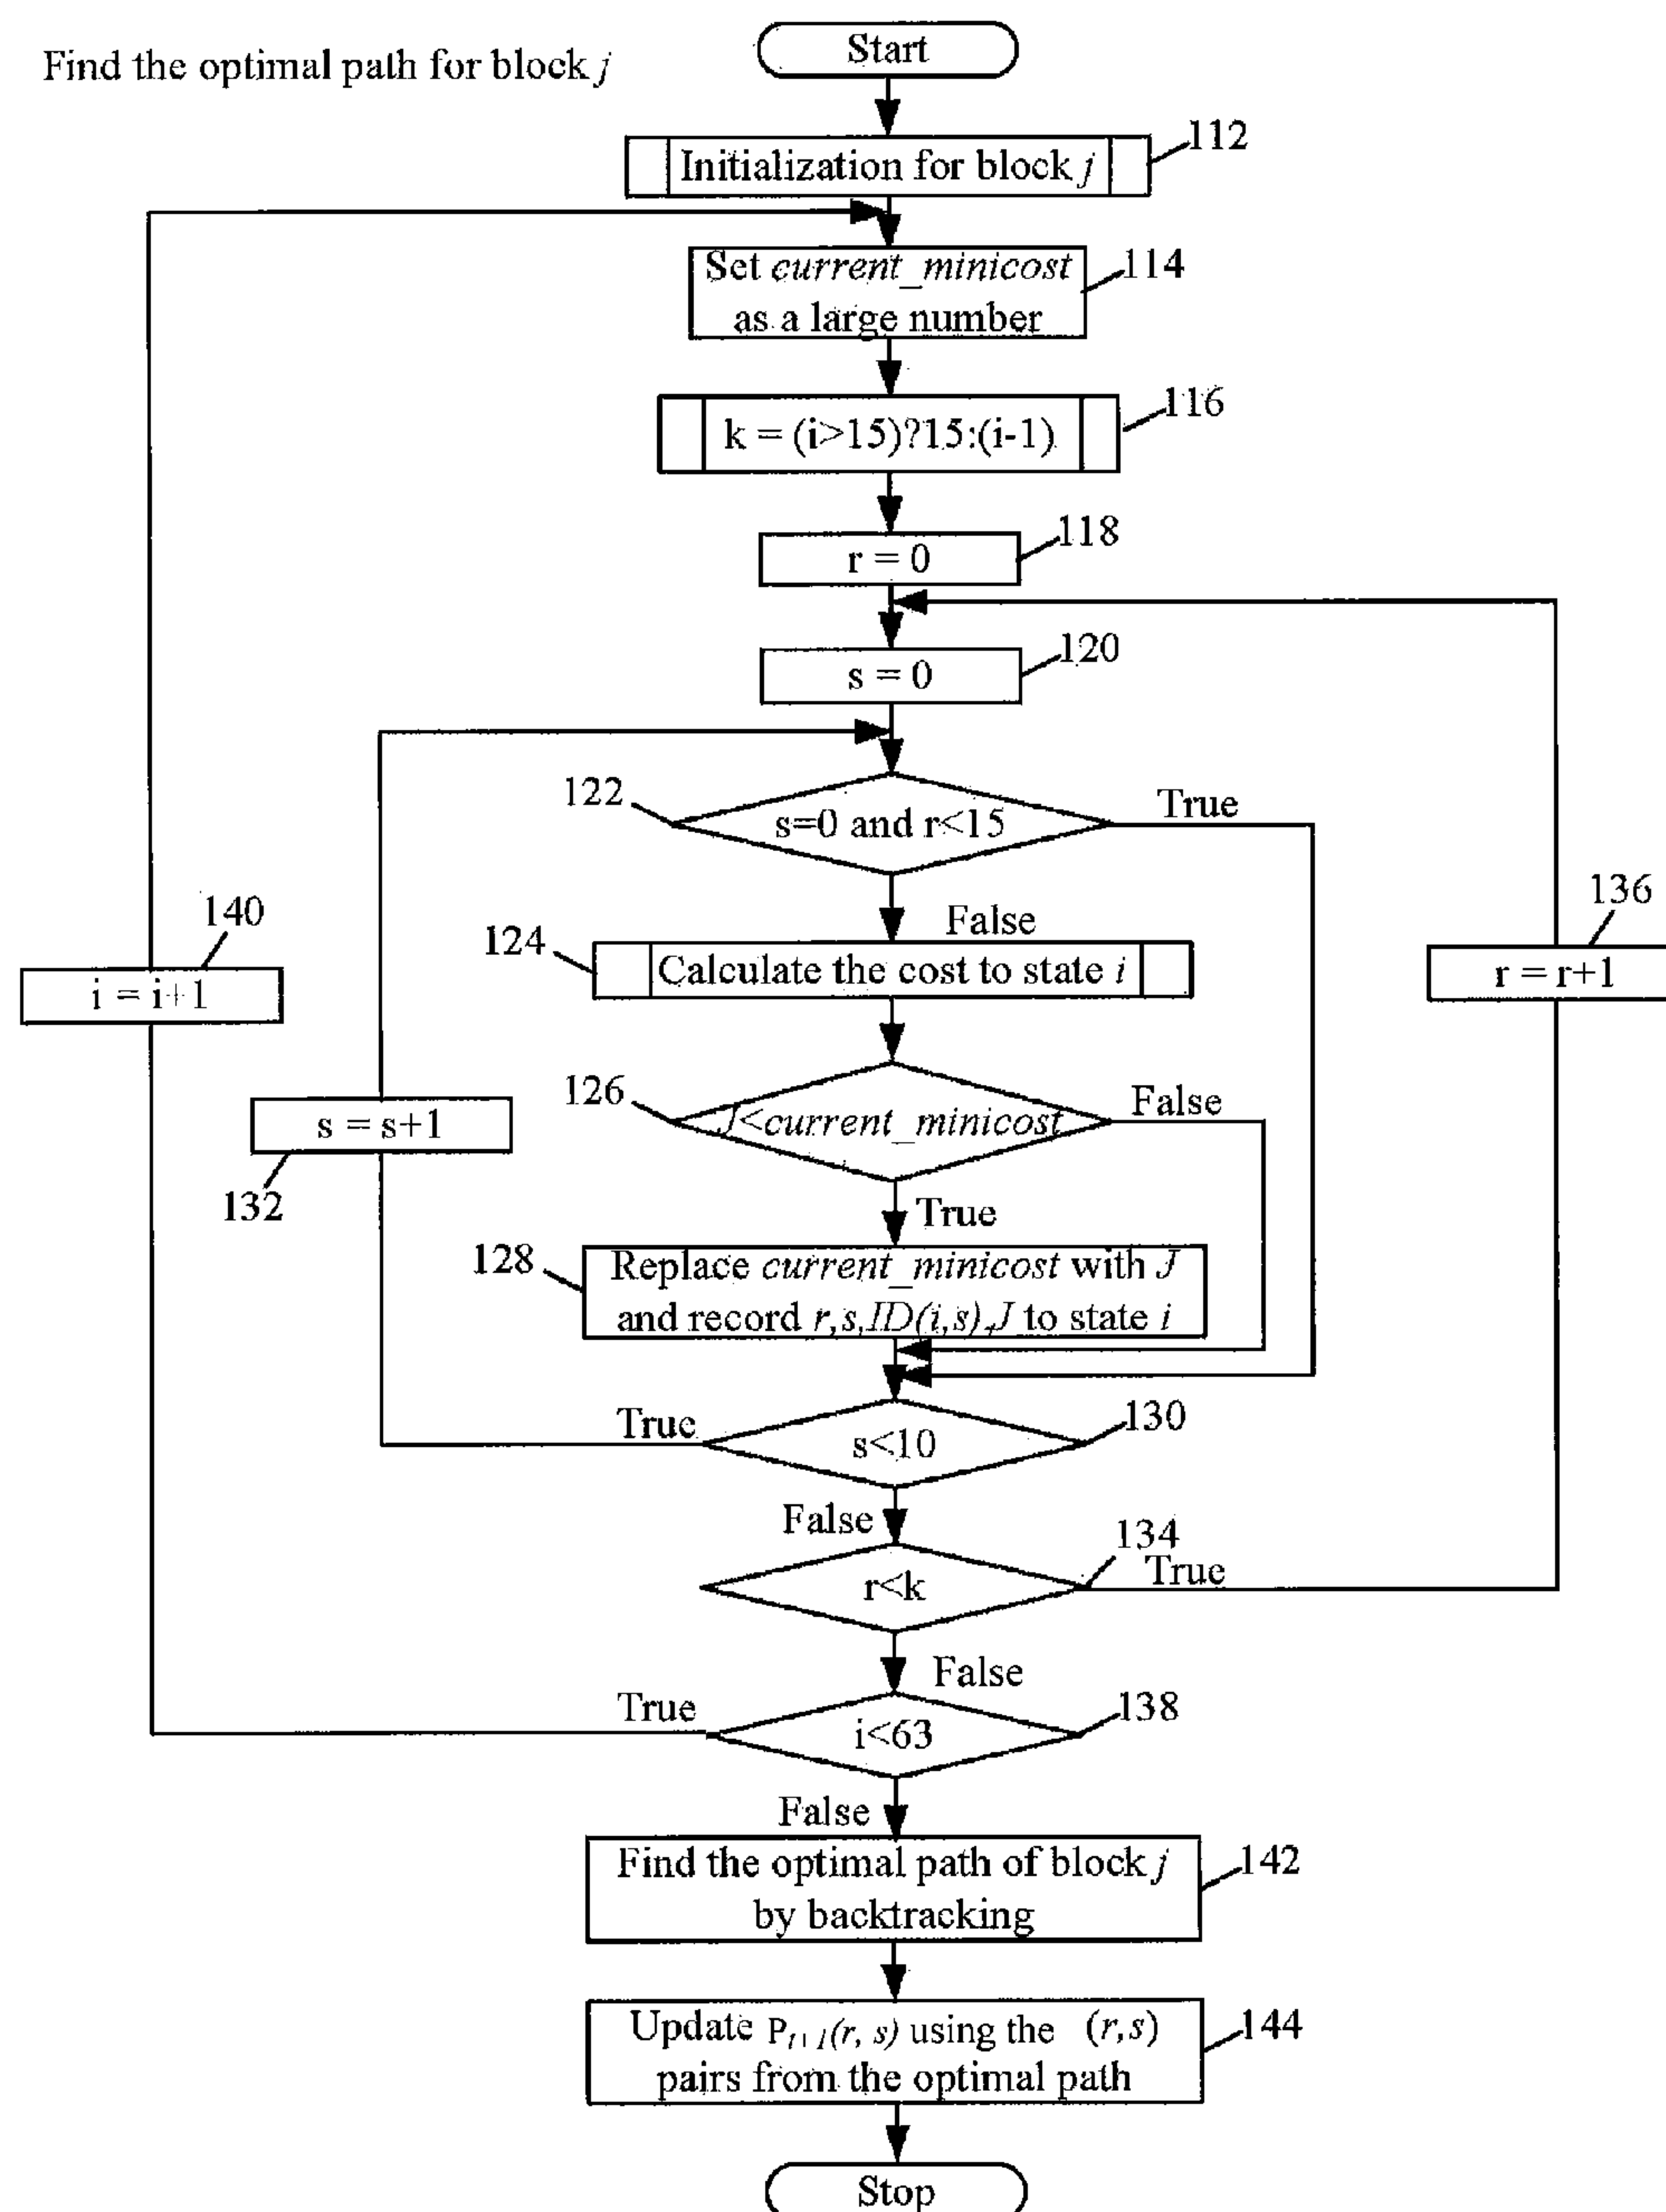 Start
Find the optimal path for block j
112
Initialization for block j
Set current_minicost
as a large number
114
116
k = (i>15)?15:(i-1)
118
r = 0
120
s = 0
122
s=0 and r<15
True
False
140
136
124
Calculate the cost to state i
i = i+1
r = r+1
126
J<current_minicost
False
s = s+1
132
True
128
Replace current_minicost with J
and record r,s,ID(i,s),J to state i
130
True
s<10
False
134
r<k
True
False
True
138
i<63
False
Find the optimal path of block j
by backtracking
142
Update Pt+1(r, s) using the (r,s)
pairs from the optimal path
144
Stop